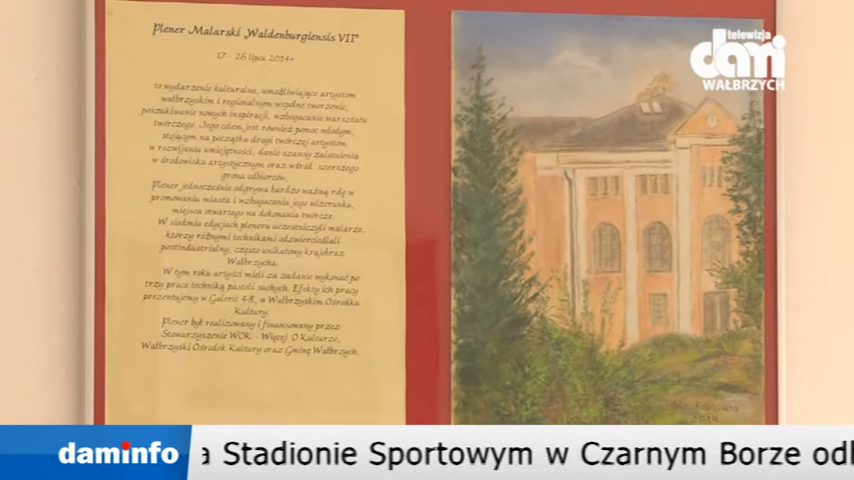 Plener Malarski „Waldenburgiensis VII"
17 - 26 lipca 2014r
to wydarzenie kulturalne, umożliwiające artystom
wałbrzyskim i regionalnym wspólne tworzenie,
poszukiwanie nowych inspiracji, wzbogacanie warsztatu
twórczego. Jego celem jest również pomoc młodym,
stojącym na początku drogi twórczej artystom
w rozwijaniu umiejętności, danie szansy zaistnienia
w środowisku artystycznym oraz wśród szerszego
grona odbiorców.
Plener jednocześnie odgrywa bardzo ważną rolę w
promowaniu miasta i wzbogacaniu jego wizerunku,
miejsca otwartego na dokonania twórcze.
W siedmiu edycjach pleneru uczestniczyli malarze,
którzy różnymi technikami odzwierciedlali
postindustrialny, często unikatowy krajobraz
Wałbrzycha.
W tym roku artyści mieli za zadanie wykonać po
trzy prace techniką pasteli suchych. Efekty ich pracy
prezentujemy w Galerii 48, w Wałbrzyskim Ośrodku
Kultury
Plener był realizowany i finansowany przez
Stowarzyszenie WOK - Więcej O Kulturze,
Wałbrzyski Ośrodek Kultury oraz Gminę Wałbrzych.
telewizja
dami
WAŁBRZYCH
2014
daminfo
a Stadionie Sportowym w Czarnym Borze odb